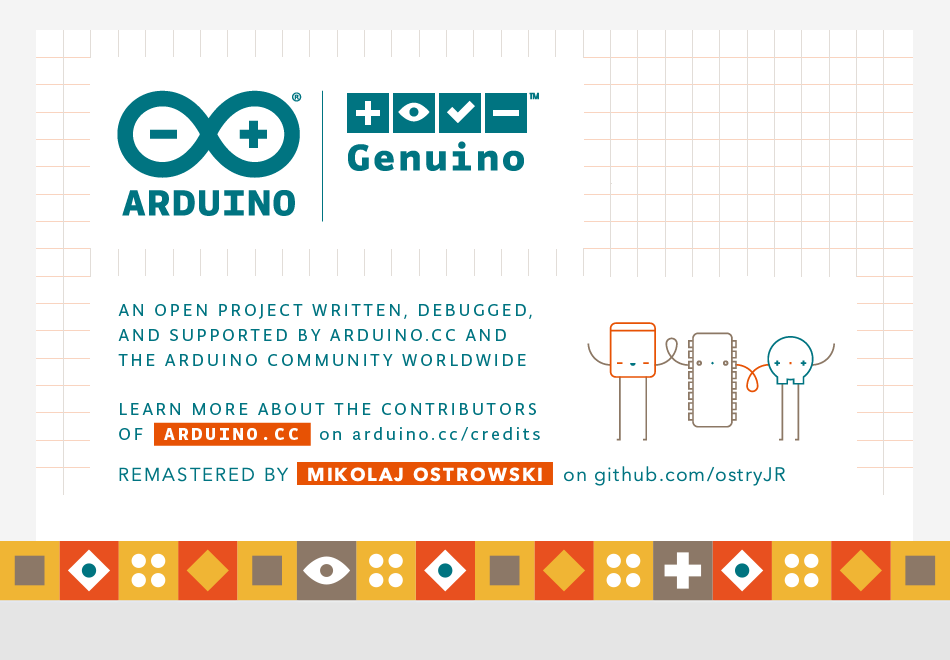 ARDUINO
Genuino
AN OPEN PROJECT WRITTEN, DEBUGGED,
AND SUPPORTED BY ARDUINO.CC AND
THE ARDUINO COMMUNITY WORLDWIDE
LEARN MORE ABOUT THE CONTRIBUTORS
OF ARDUINO.CC on arduino.cc/credits
REMASTERED BY MIKOLAJ OSTROWSKI on github.com/ostryJR